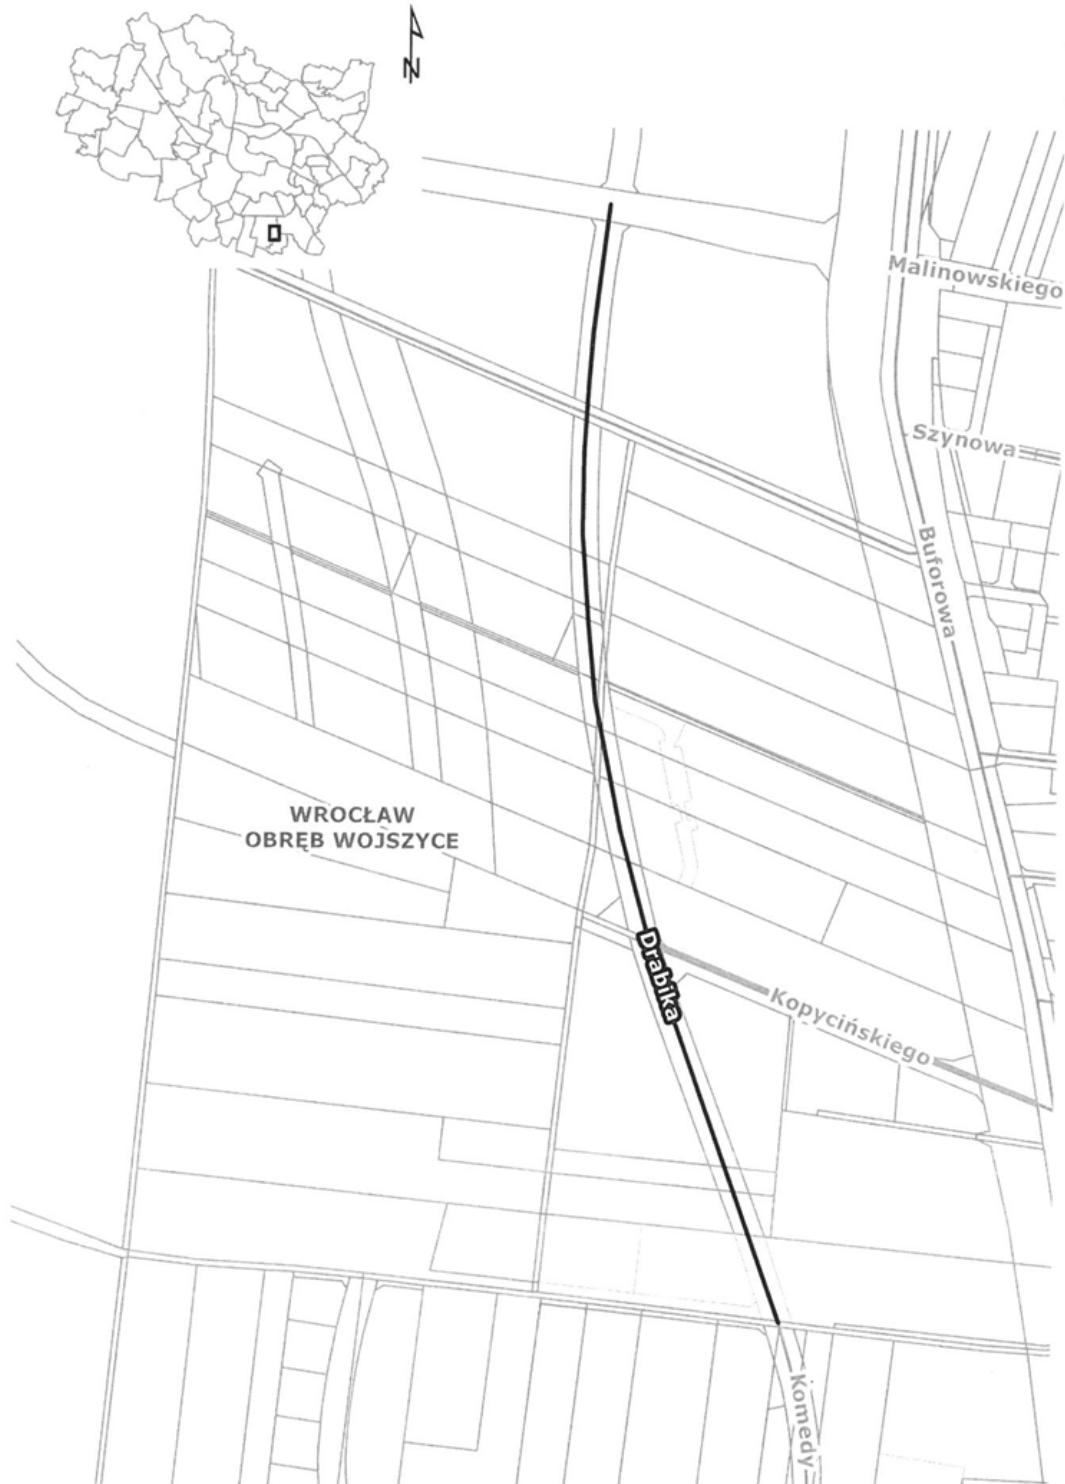 N
Malinowskiego
Szynowa
Buforowa
WROCŁAW
OBRĘB WOJSZYCE
Drabika
Kopycińskiego
Komedy